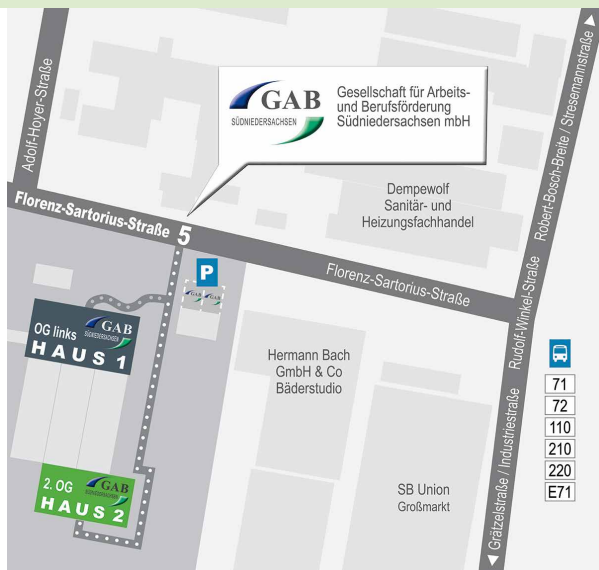 Adolf-Hoyer-Straße
GAB
SÜDNIEDERSACHSEN
Gesellschaft für Arbeits-
und Berufsförderung
Südniedersachsen mbH
Robert-Bosch-Breite / Stresemannstraße ▲
Dempewolf
Sanitär- und
Heizungsfachhandel
Florenz-Sartorius-Straße
5
P
Florenz-Sartorius-Straße
Rudolf-Winkel-Straße
OG links
GAB
SÜDNIEDERSACHSEN
HAUS 1
Hermann Bach
GmbH & Co
Bäderstudio
71
72
110
210
220
E71
2. OG
GAB
SÜDNIEDERSACHSEN
HAUS 2
SB Union
Großmarkt
◀ Grätzelstraße / Industriestraße